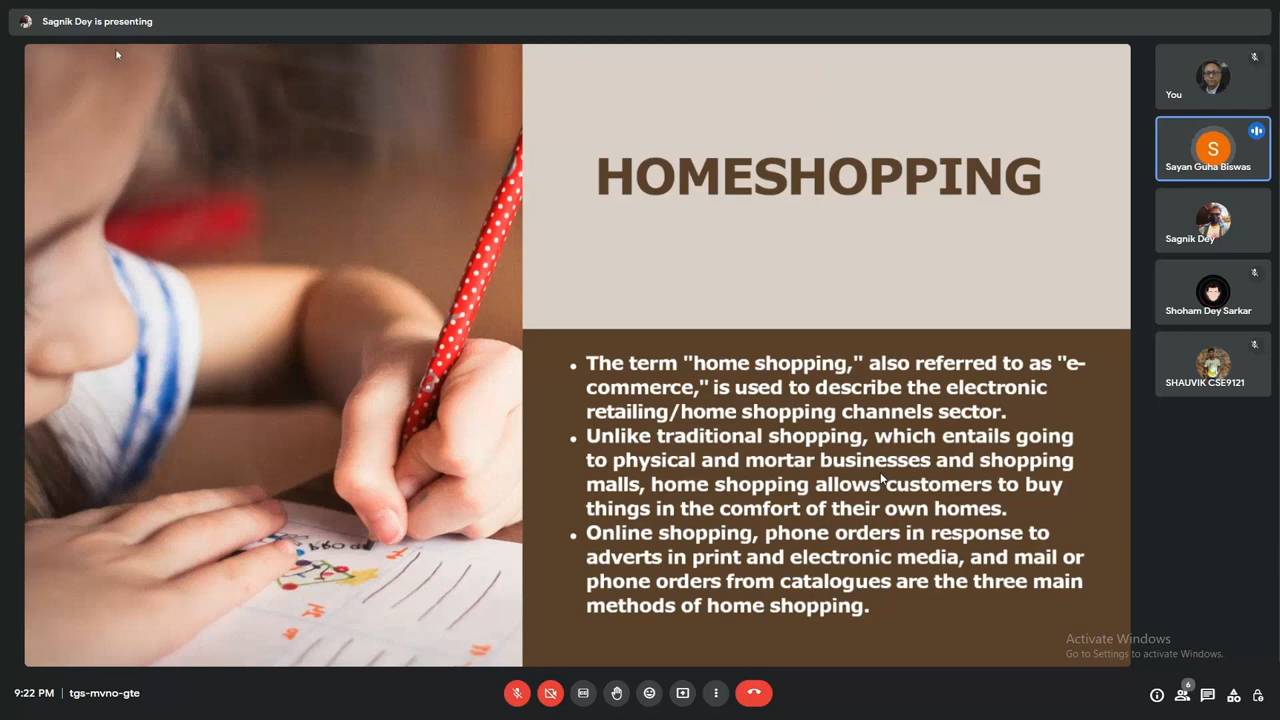 Sagnik Dey is presenting
HOMESHOPPING
• The term "home shopping," also referred to as "e-
commerce," is used to describe the electronic
retailing/home shopping channels sector.
• Unlike traditional shopping, which entails going
to physical and mortar businesses and shopping
malls, home shopping allows customers to buy
things in the comfort of their own homes.
• Online shopping, phone orders in response to
adverts in print and electronic media, and mail or
phone orders from catalogues are the three main
methods of home shopping.
You
S
Sayan Guha Biswas
Sagnik Dey
Shoham Dey Sarkar
SHAUVIK CSE9121
Activate Windows
Go to Settings to activate Windows.
9:22 PM | tgs-mvno-gte
6